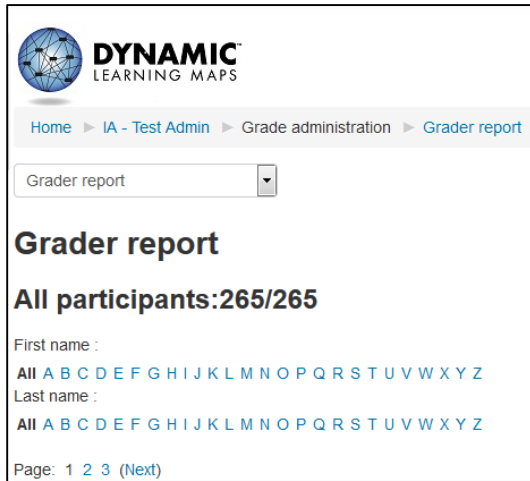 DYNAMIC™
LEARNING MAPS
Home ▶ IA - Test Admin ▶ Grade administration ▶ Grader report
Grader report
Grader report
All participants:265/265
First name :
All A B C D E F G H I J K L M N O P Q R S T U V W X Y Z
Last name :
All A B C D E F G H I J K L M N O P Q R S T U V W X Y Z
Page: 1 2 3 (Next)